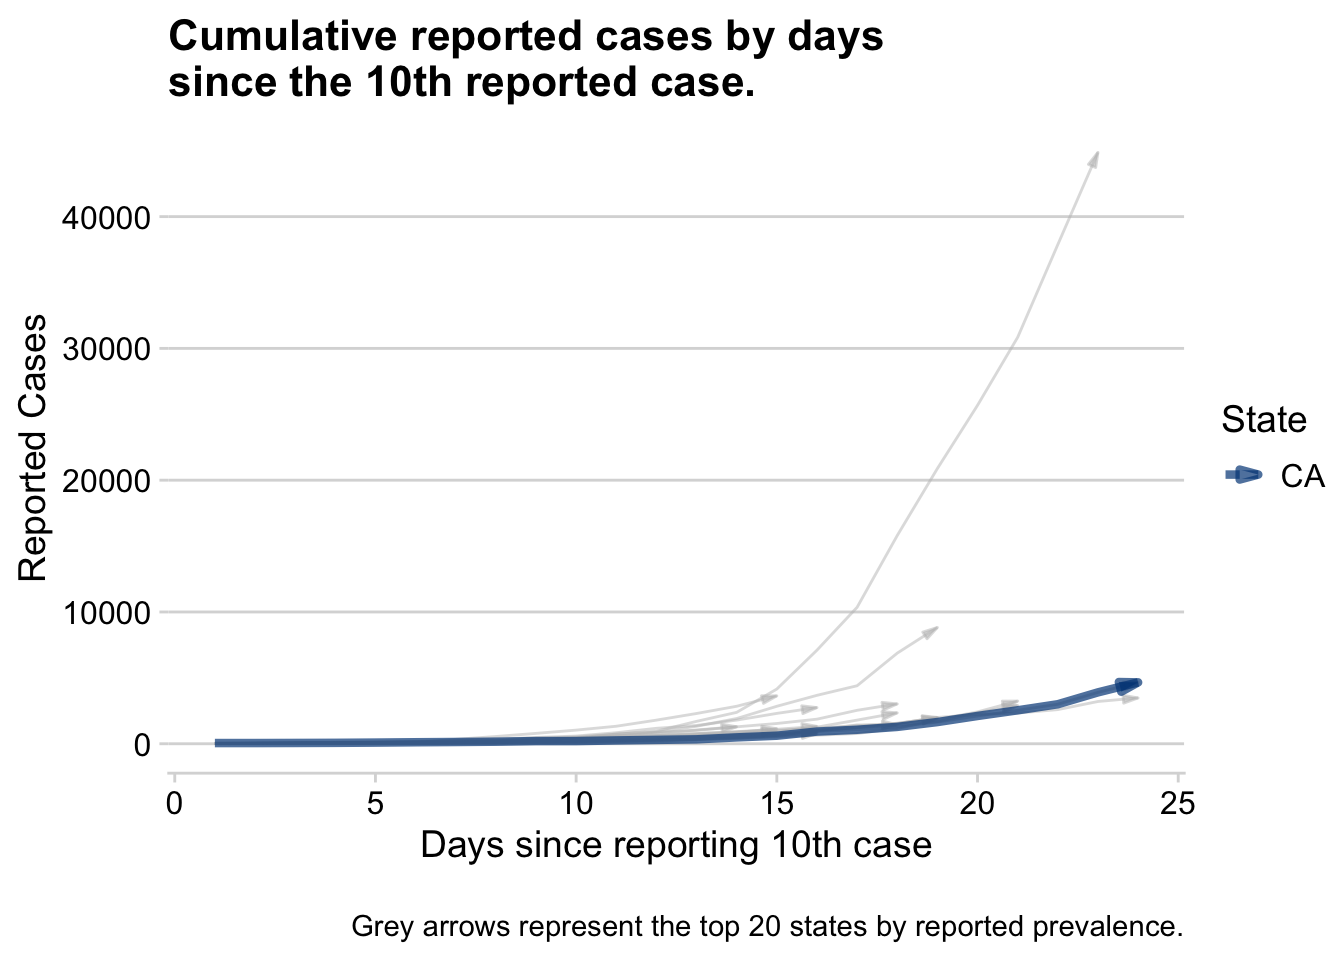 Cumulative reported cases by days
since the 10th reported case.
40000
30000
20000
10000
0
Reported Cases
0 5 10 15 20 25
Days since reporting 10th case
State
CA
Grey arrows represent the top 20 states by reported prevalence.